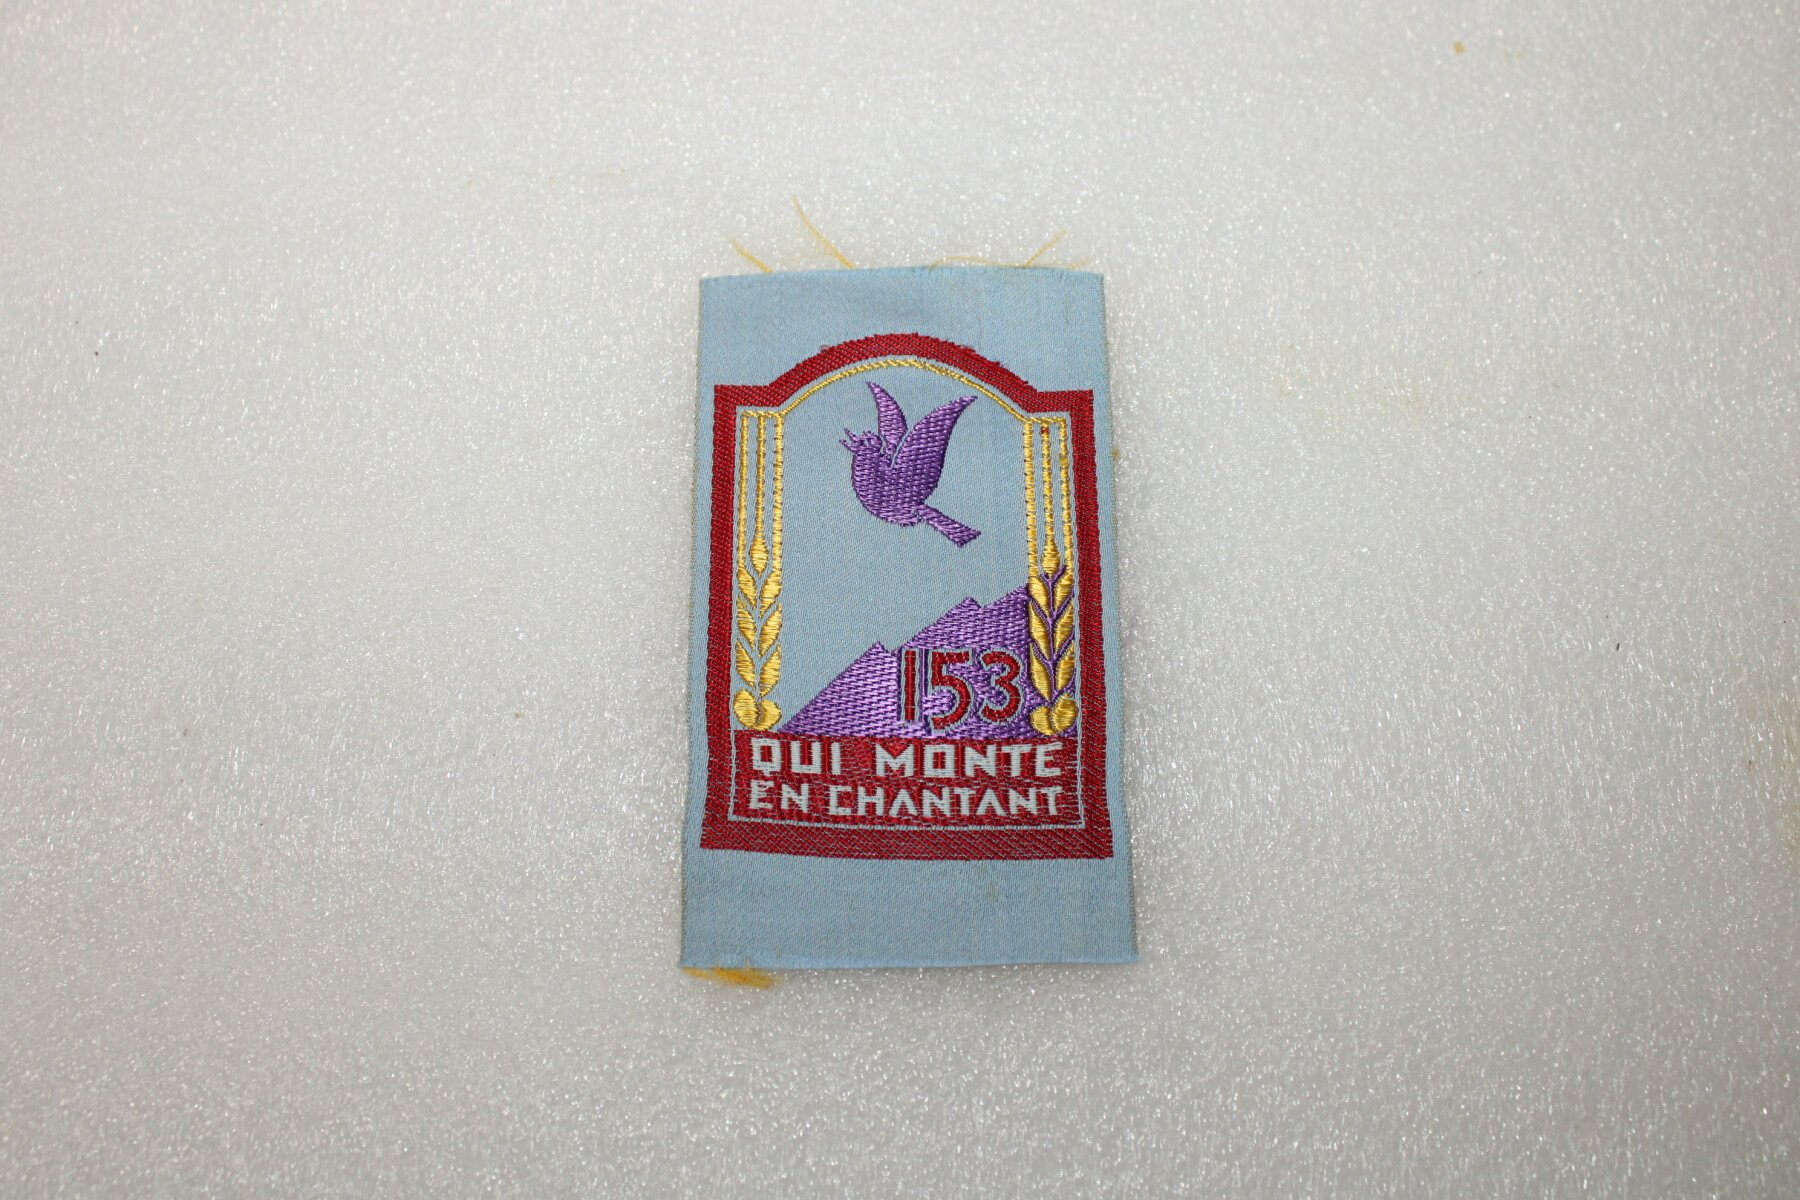 153
QUI MONTE
EN CHANTANT